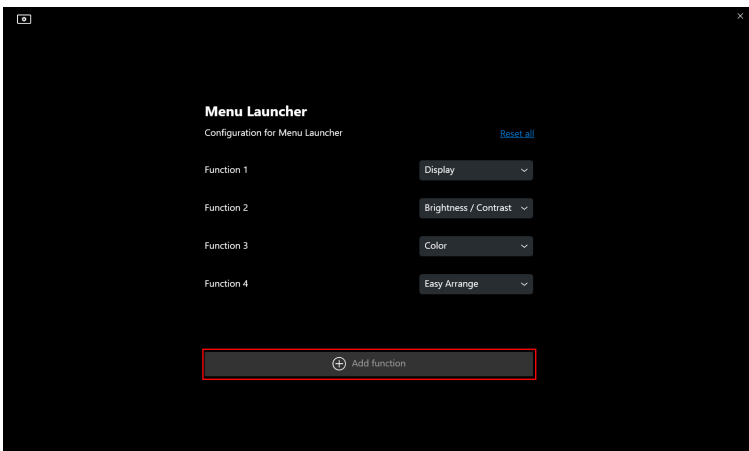 Menu Launcher
Configuration for Menu Launcher Reset all
Function 1 Display
Function 2 Brightness / Contrast
Function 3 Color
Function 4 Easy Arrange
Add function